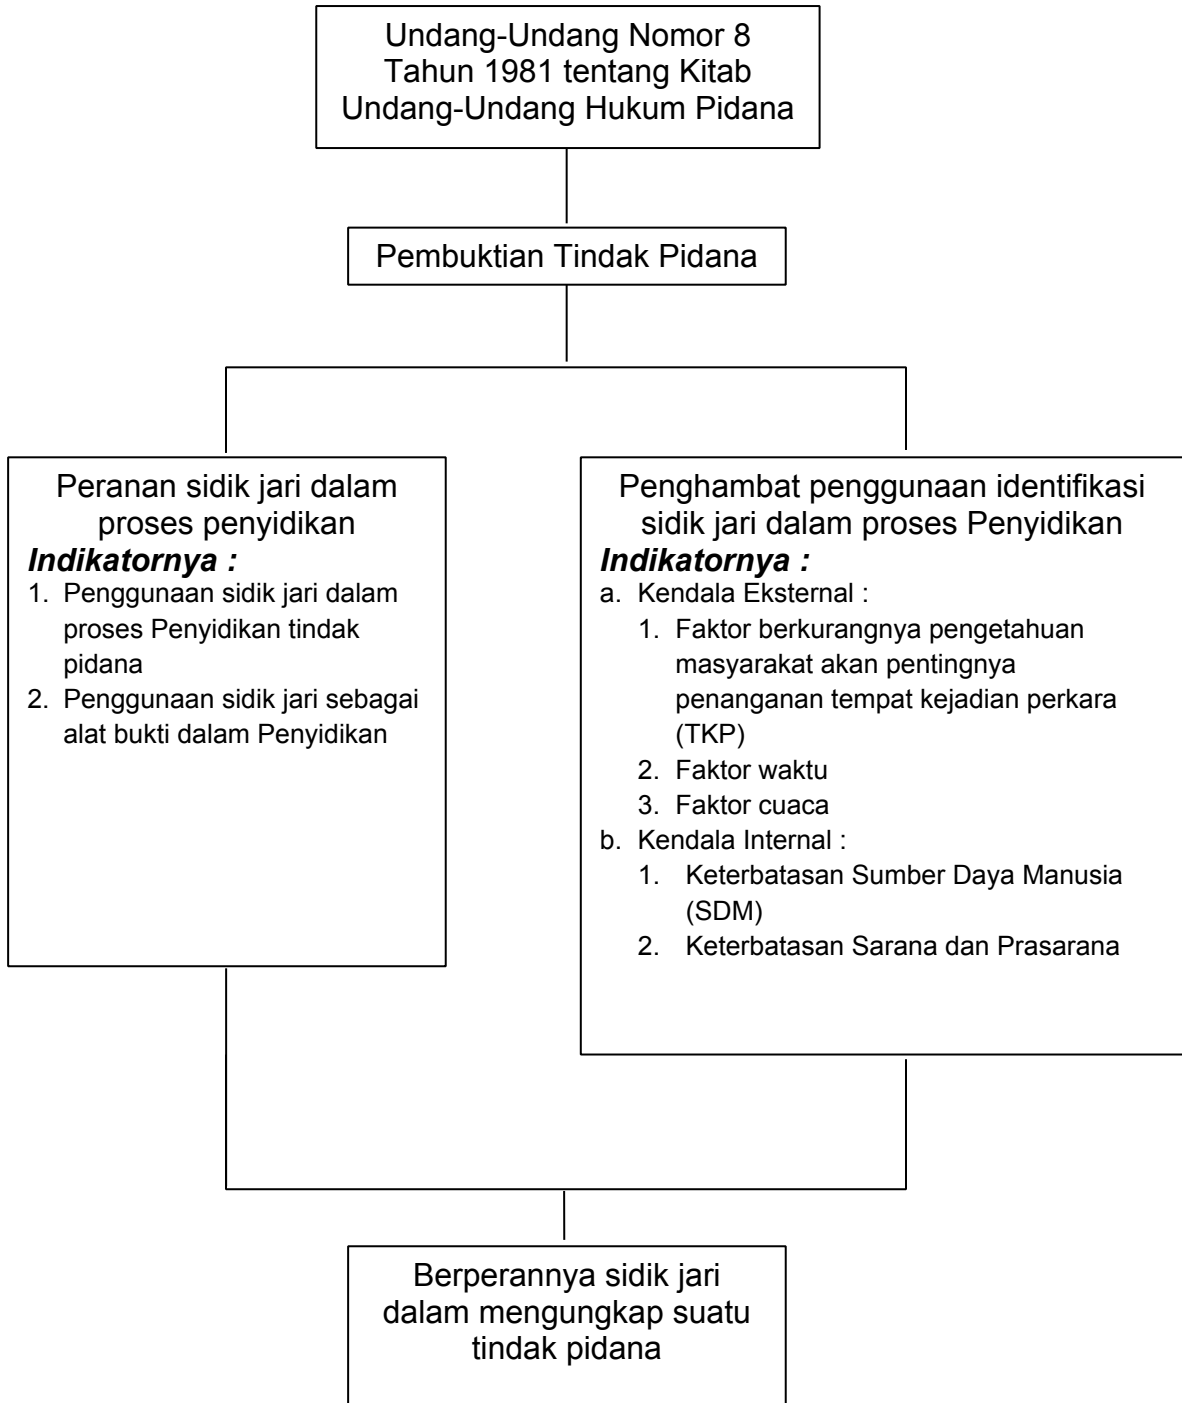 Undang-Undang Nomor 8
Tahun 1981 tentang Kitab
Undang-Undang Hukum Pidana
Pembuktian Tindak Pidana
Peranan sidik jari dalam
proses penyidikan
Indikatornya :
1. Penggunaan sidik jari dalam
proses Penyidikan tindak
pidana
2. Penggunaan sidik jari sebagai
alat bukti dalam Penyidikan
Penghambat penggunaan identifikasi
sidik jari dalam proses Penyidikan
Indikatornya :
a. Kendala Eksternal :
1. Faktor berkurangnya pengetahuan
masyarakat akan pentingnya
penanganan tempat kejadian perkara
(TKP)
2. Faktor waktu
3. Faktor cuaca
b. Kendala Internal :
1. Keterbatasan Sumber Daya Manusia
(SDM)
2. Keterbatasan Sarana dan Prasarana
Berperannya sidik jari
dalam mengungkap suatu
tindak pidana